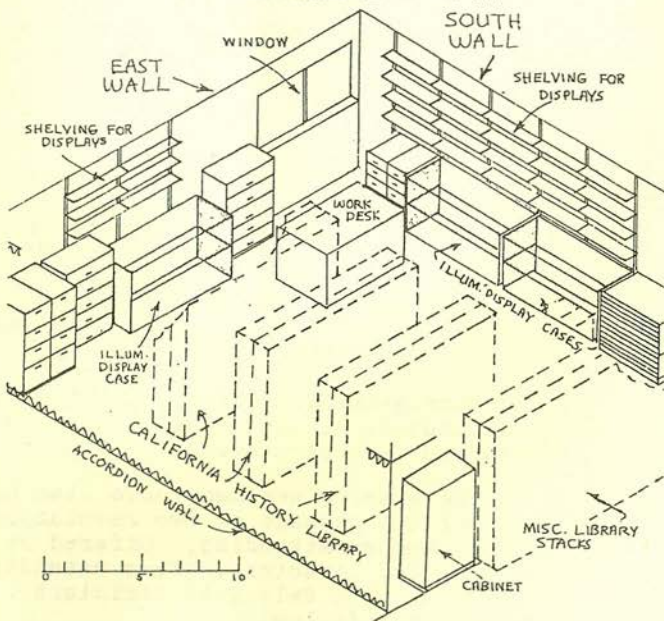 SOUTH
WALL
WINDOW
EAST
WALL
SHELVING FOR
DISPLAYS
SHELVING FOR
DISPLAYS
WORK
DESK
ILLUM. DISPLAY CASES
ILLUM.
DISPLAY
CASE
CALIFORNIA HISTORY LIBRARY
ACCORDION WALL
MISC. LIBRARY
STACKS
CABINET
0 5' 10'